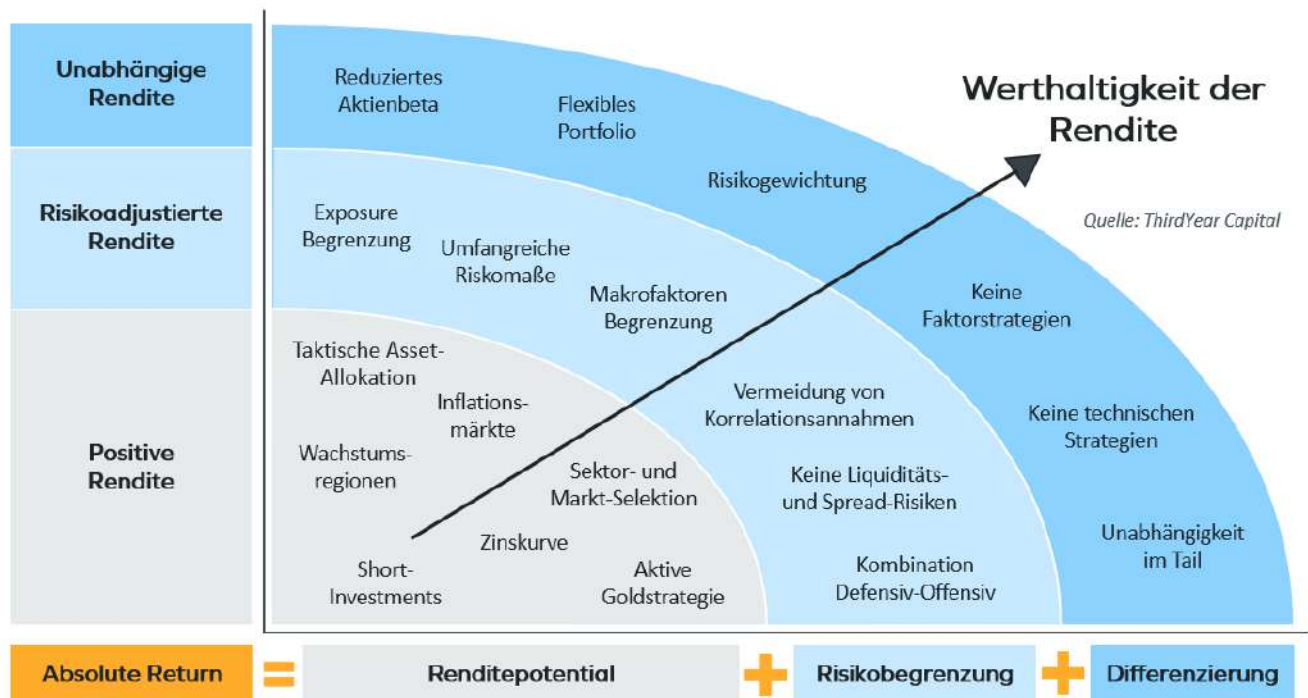 Unabhängige
Rendite
Reduziertes
Aktienbeta
Flexibles
Portfolio
Risikogewichtung
Werthaltigkeit der
Rendite
Quelle: ThirdYear Capital
Risikoadjustierte
Rendite
Exposure
Begrenzung
Umfangreiche
Riskomaße
Makrofaktoren
Begrenzung
Keine
Faktorstrategien
Positive
Rendite
Taktische Asset-
Allokation
Inflations-
märkte
Wachstums-
regionen
Sektor- und
Markt-Selektion
Zinskurve
Short-
Investments
Aktive
Goldstrategie
Vermeidung von
Korrelationsannahmen
Keine Liquiditäts-
und Spread-Risiken
Kombination
Defensiv-Offensiv
Keine technischen
Strategien
Unabhängigkeit
im Tail
Absolute Return = Renditepotential + Risikobegrenzung + Differenzierung